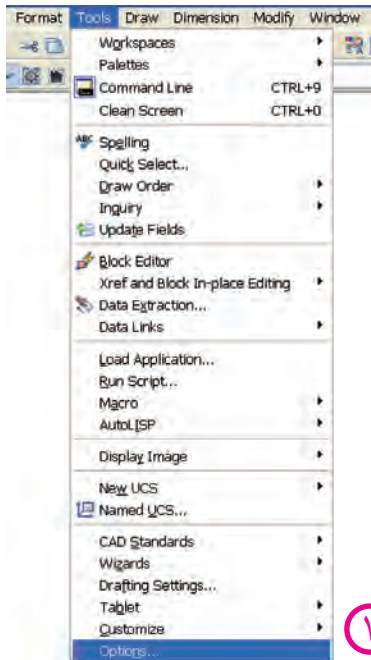 Format Tools Draw Dimension Modify Window
Workspaces
Palettes
Command Line CTRL+9
Clean Screen CTRL+0
ABC Spelling
Quick Select...
Draw Order
Inquiry
Update Fields
Block Editor
Xref and Block In-place Editing
Data Extraction...
Data Links
Load Application...
Run Script...
Macro
AutoLISP
Display Image
New UCS
Named UCS...
CAD Standards
Wizards
Drafting Settings...
Tablet
Customize
Options...
۱